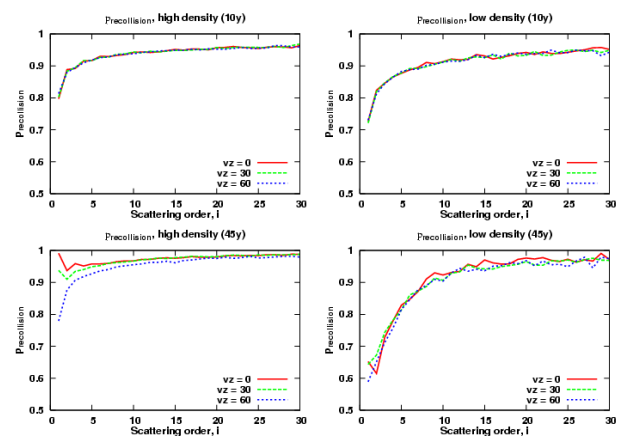 Precollision, high density (10y)
1
0.9
0.8
0.7
0.6
0.5
Precollision
vz = 0
vz = 30
vz = 60
0 5 10 15 20 25 30
Scattering order, i
Precollision, low density (10y)
1
0.9
0.8
0.7
0.6
0.5
Precollision
vz = 0
vz = 30
vz = 60
0 5 10 15 20 25 30
Scattering order, i
Precollision, high density (45y)
1
0.9
0.8
0.7
0.6
0.5
Precollision
vz = 0
vz = 30
vz = 60
0 5 10 15 20 25 30
Scattering order, i
Precollision, low density (45y)
1
0.9
0.8
0.7
0.6
0.5
Precollision
vz = 0
vz = 30
vz = 60
0 5 10 15 20 25 30
Scattering order, i